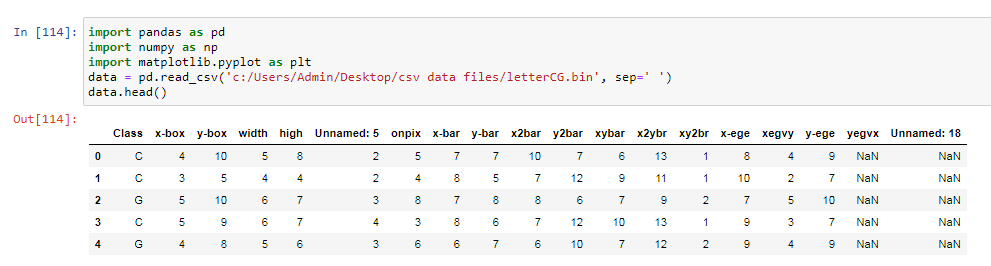 In [114]: import pandas as pd
import numpy as np
import matplotlib.pyplot as plt
data = pd.read_csv('c:/Users/Admin/Desktop/csv data files/letterCG.bin', sep=' ')
data.head()
Out[114]:
Class x-box y-box width high Unnamed: 5 onpix x-bar y-bar x2bar y2bar xybar x2ybr xy2br x-ege xegvy y-ege yegvx Unnamed: 18
0 C 4 10 5 8 2 5 7 7 10 7 6 13 1 8 4 9 NaN NaN
1 C 3 5 4 4 2 4 8 5 7 12 9 11 1 10 2 7 NaN NaN
2 G 5 10 6 7 3 8 7 8 8 6 7 9 2 7 5 10 NaN NaN
3 C 5 9 6 7 4 3 8 6 7 12 10 13 1 9 3 7 NaN NaN
4 G 4 8 5 6 3 6 6 7 6 10 7 12 2 9 4 9 NaN NaN